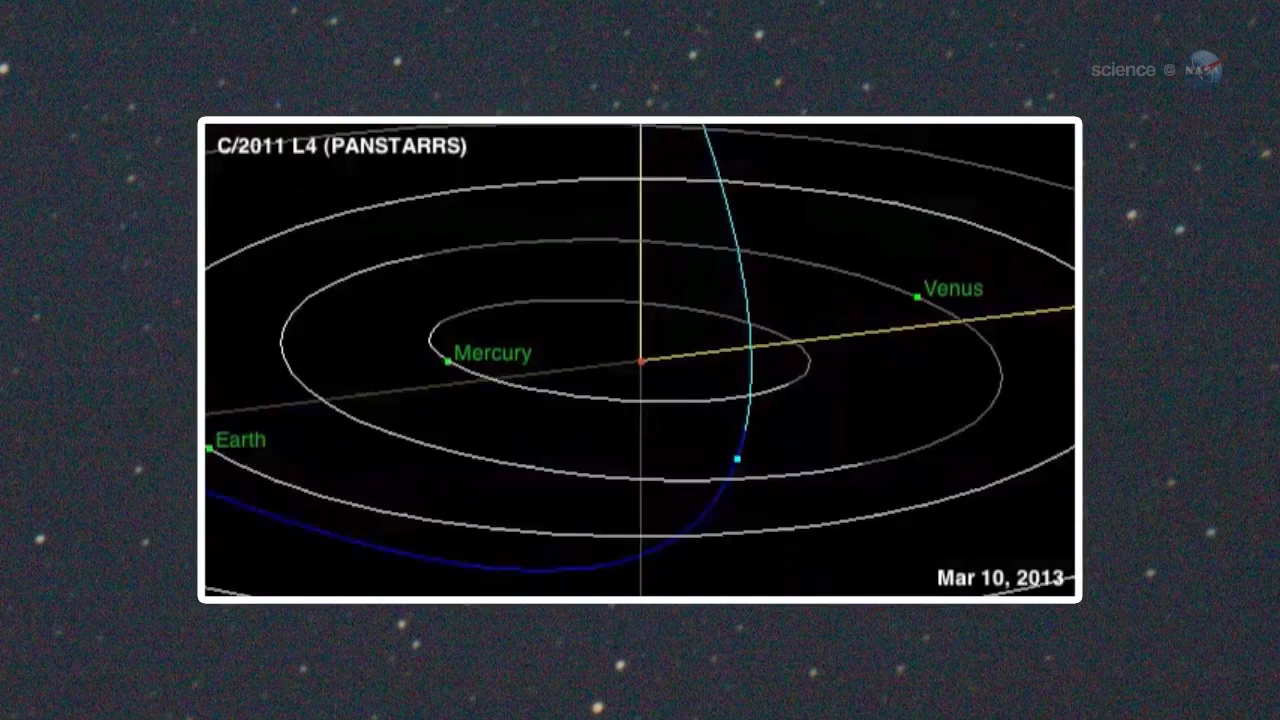 science @ NASA
C/2011 L4 (PANSTARRS)
Venus
Mercury
Earth
Mar 10, 2013